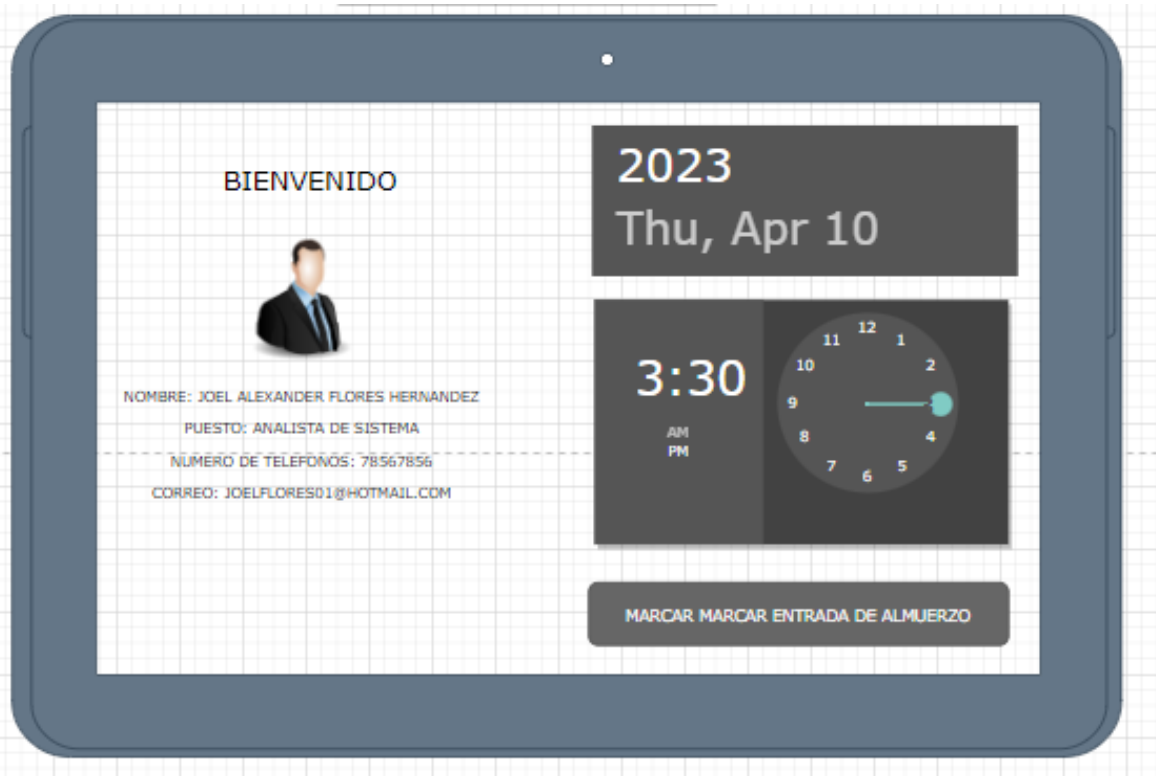 BIENVENIDO
NOMBRE: JOEL ALEXANDER FLORES HERNANDEZ
PUESTO: ANALISTA DE SISTEMA
NUMERO DE TELEFONOS: 78567856
CORREO: JOELFLORES01@HOTMAIL.COM
2023
Thu, Apr 10
3:30
AM
PM
12
1
2
4
5
6
7
8
9
10
11
MARCAR MARCAR ENTRADA DE ALMUERZO